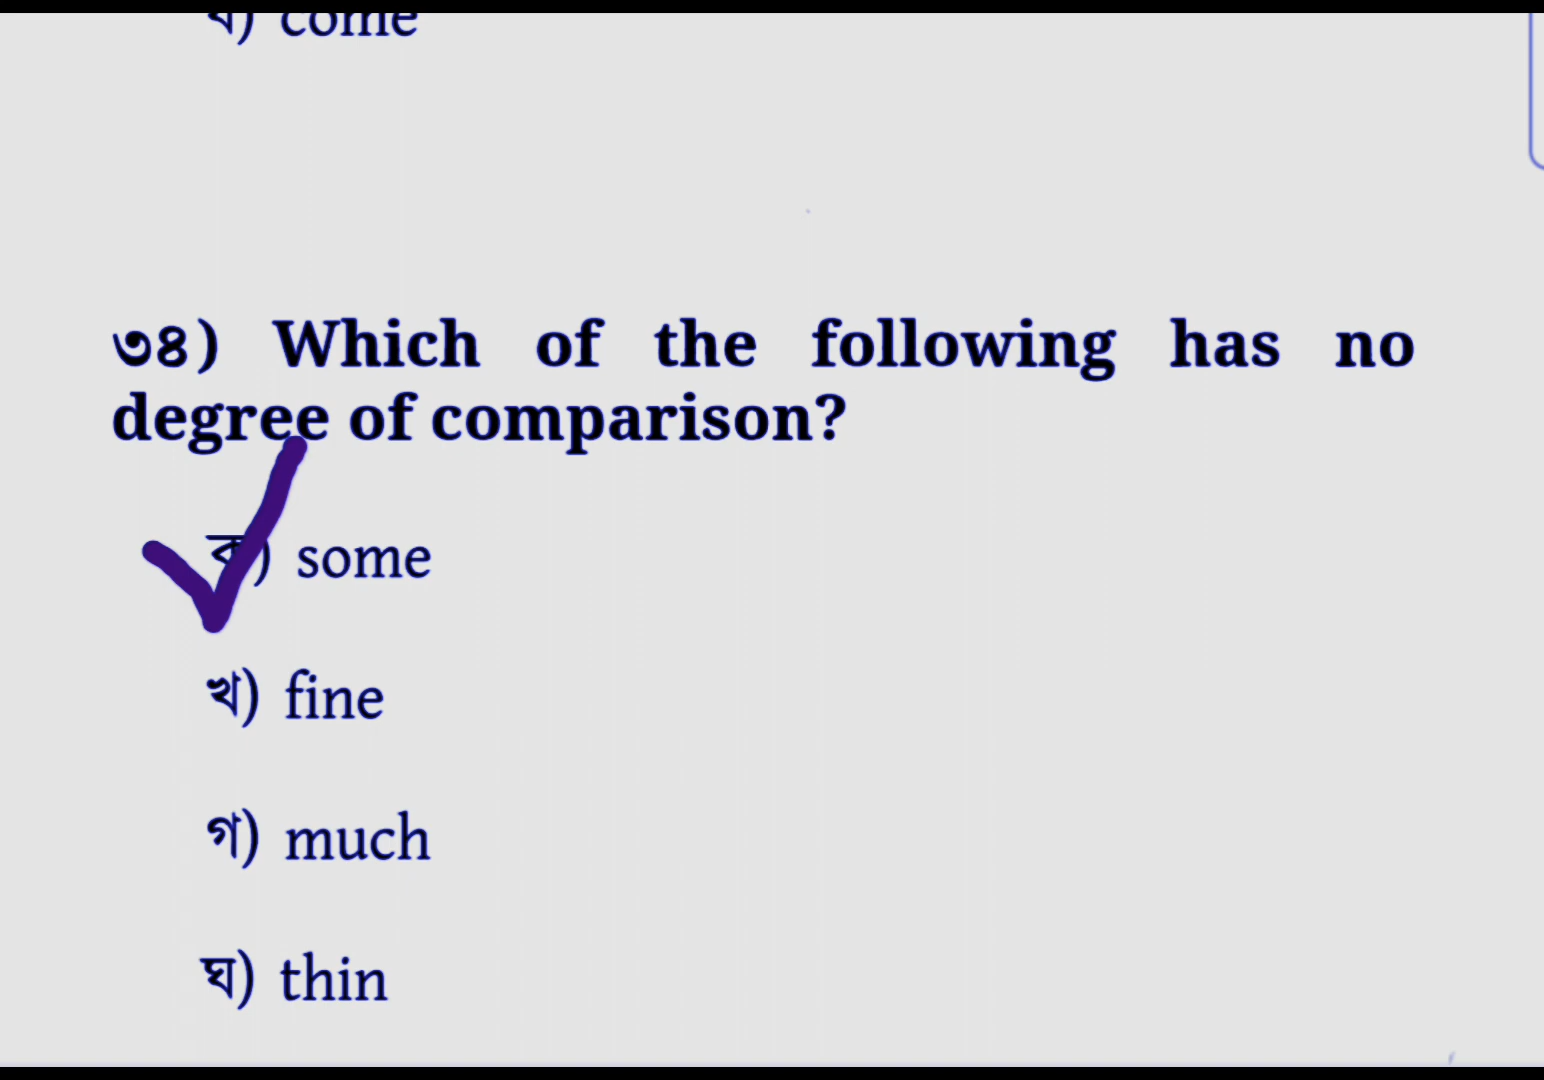 come
৩৪) Which of the following has no
degree of comparison?
ক) some
খ) fine
গ) much
ঘ) thin